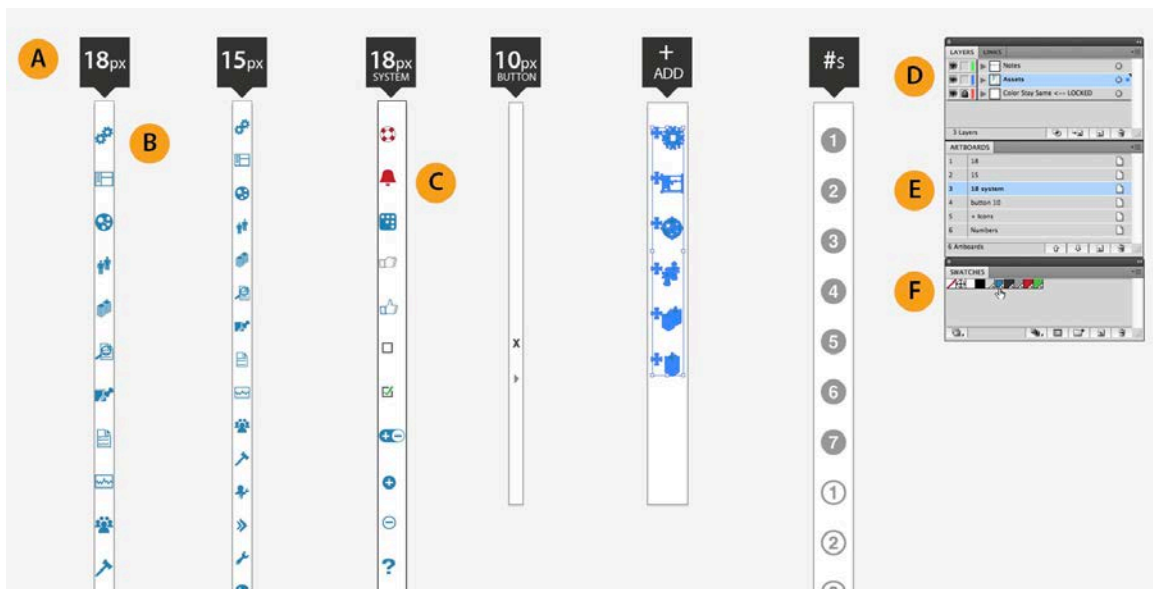 A
18px
15px
18px
SYSTEM
10px
BUTTON
+
ADD
#s
B
C
x
?
1
2
3
4
5
6
7
1
2
D
LAYERS LINKS
Notes
Assets
Color Stay Same <-- LOCKED
3 Layers
E
ARTBOARDS
1 18
2 15
3 18 system
4 button 10
5 + Icons
6 Numbers
6 Artboards
F
SWATCHES